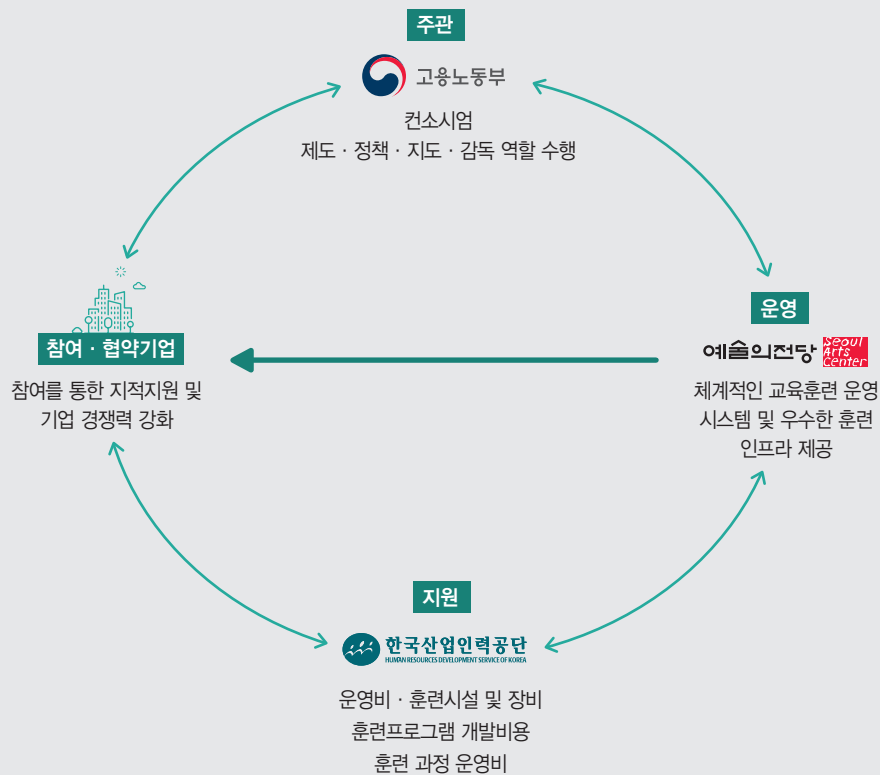 주관
고용노동부
컨소시엄
제도 · 정책 · 지도 · 감독 역할 수행
참여 · 협약기업
참여를 통한 지적지원 및
기업 경쟁력 강화
운영
예술의전당 Seoul Arts Center
체계적인 교육훈련 운영
시스템 및 우수한 훈련
인프라 제공
지원
한국산업인력공단
HUMAN RESOURCES DEVELOPMENT SERVICE OF KOREA
운영비 · 훈련시설 및 장비
훈련프로그램 개발비용
훈련 과정 운영비